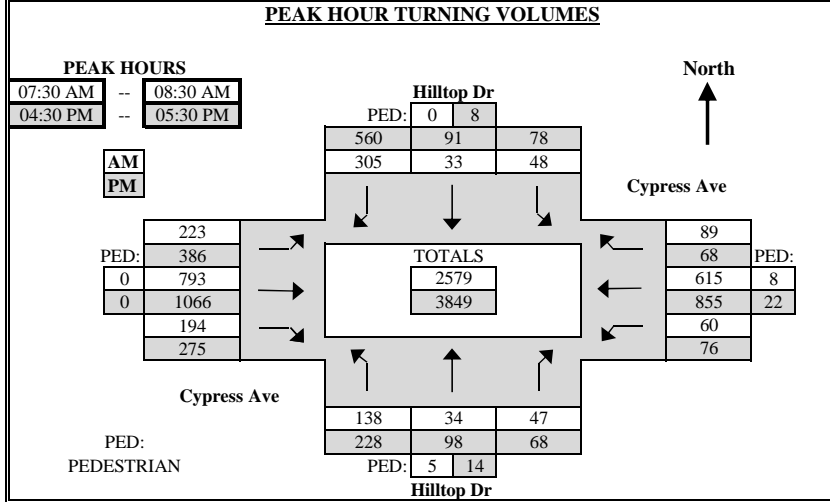 PEAK HOUR TURNING VOLUMES
PEAK HOURS
North
07:30 AM -- 08:30 AM
Hilltop Dr
04:30 PM -- 05:30 PM
PED: 0 8
560 91 78
AM
305 33 48
PM
Cypress Ave
223
89
PED: 386
TOTALS
68 PED:
0 793
2579
615 8
0 1066
3849
855 22
194
60
275
76
Cypress Ave
138 34 47
PED:
228 98 68
PEDESTRIAN
PED: 5 14
Hilltop Dr